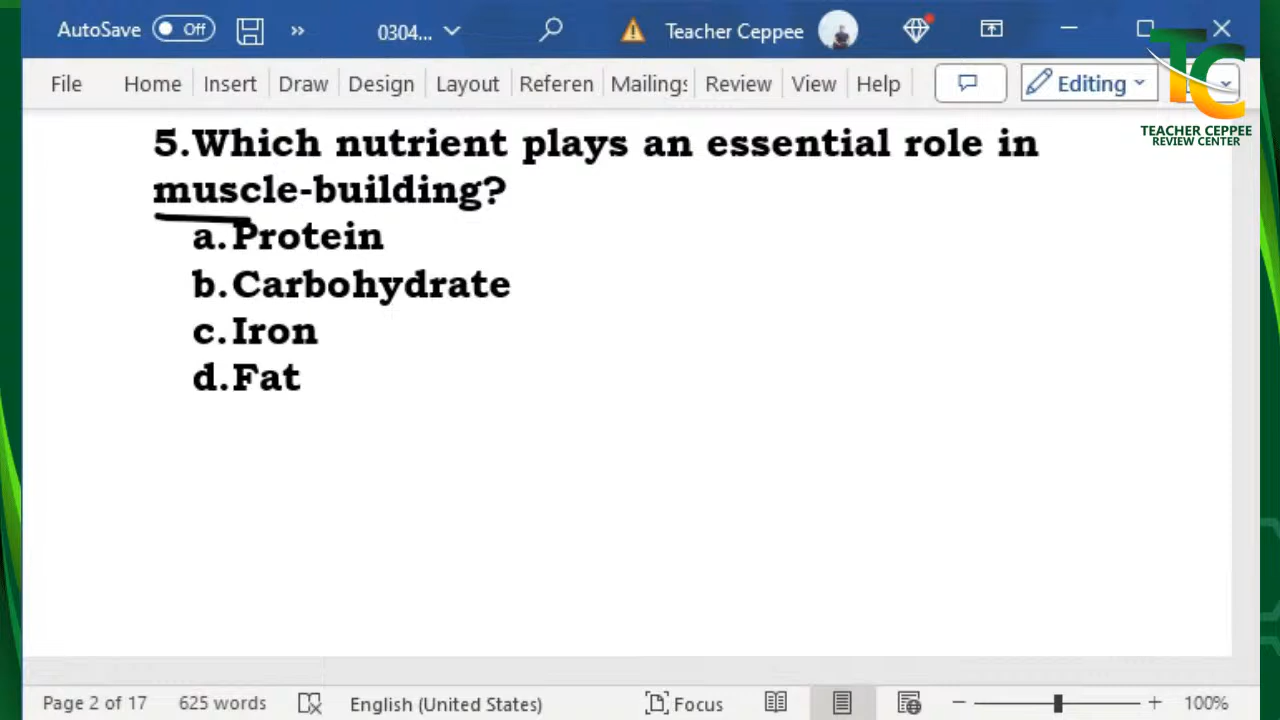 AutoSave Off 0304... Teacher Ceppee
File Home Insert Draw Design Layout Referen Mailings Review View Help Editing
TC
TEACHER CEPPEE
REVIEW CENTER
5.Which nutrient plays an essential role in
muscle-building?
a.Protein
b.Carbohydrate
c.Iron
d.Fat
Page 2 of 17 625 words English (United States) Focus 100%